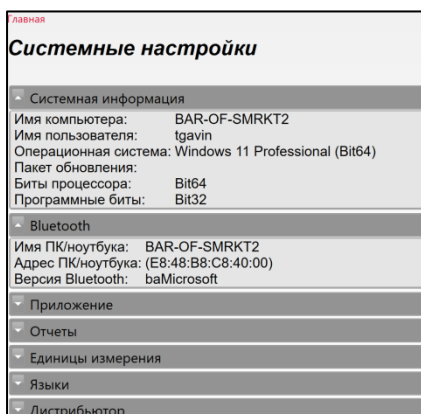 Главная
Системные настройки
Системная информация
Имя компьютера: BAR-OF-SMRKT2
Имя пользователя: tgavin
Операционная система: Windows 11 Professional (Bit64)
Пакет обновления:
Биты процессора: Bit64
Программные биты: Bit32
Bluetooth
Имя ПК/ноутбука: BAR-OF-SMRKT2
Адрес ПК/ноутбука: (E8:48:B8:C8:40:00)
Версия Bluetooth: baMicrosoft
Приложение
Отчеты
Единицы измерения
Языки
Дистрибьютор